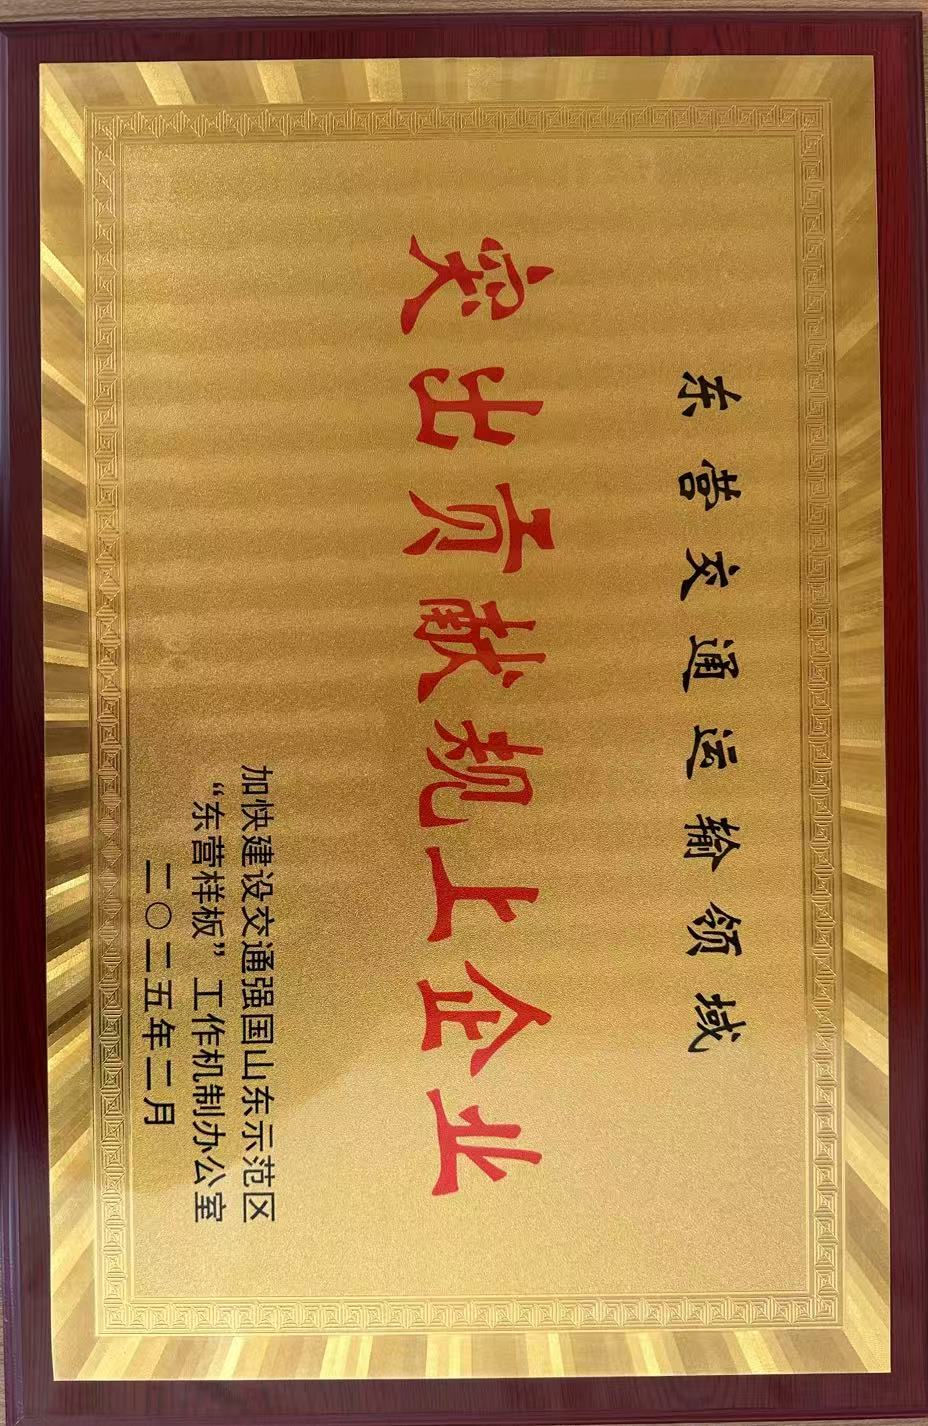 东营交通运输领域
突出贡献规上企业
加快建设交通强国山东示范区
“东营样板”工作机制办公室
二〇二五年二月